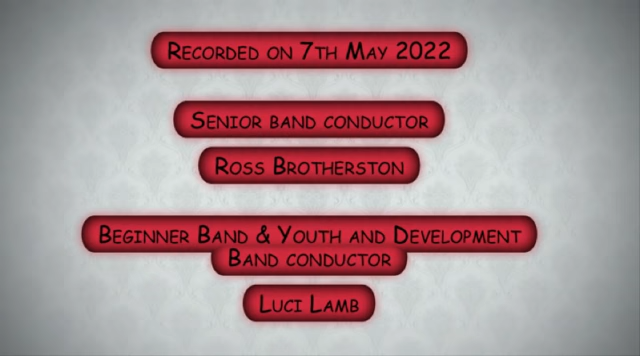 Recorded on 7th May 2022
Senior band conductor
Ross Brotherston
Beginner Band & Youth and Development
Band conductor
Luci Lamb